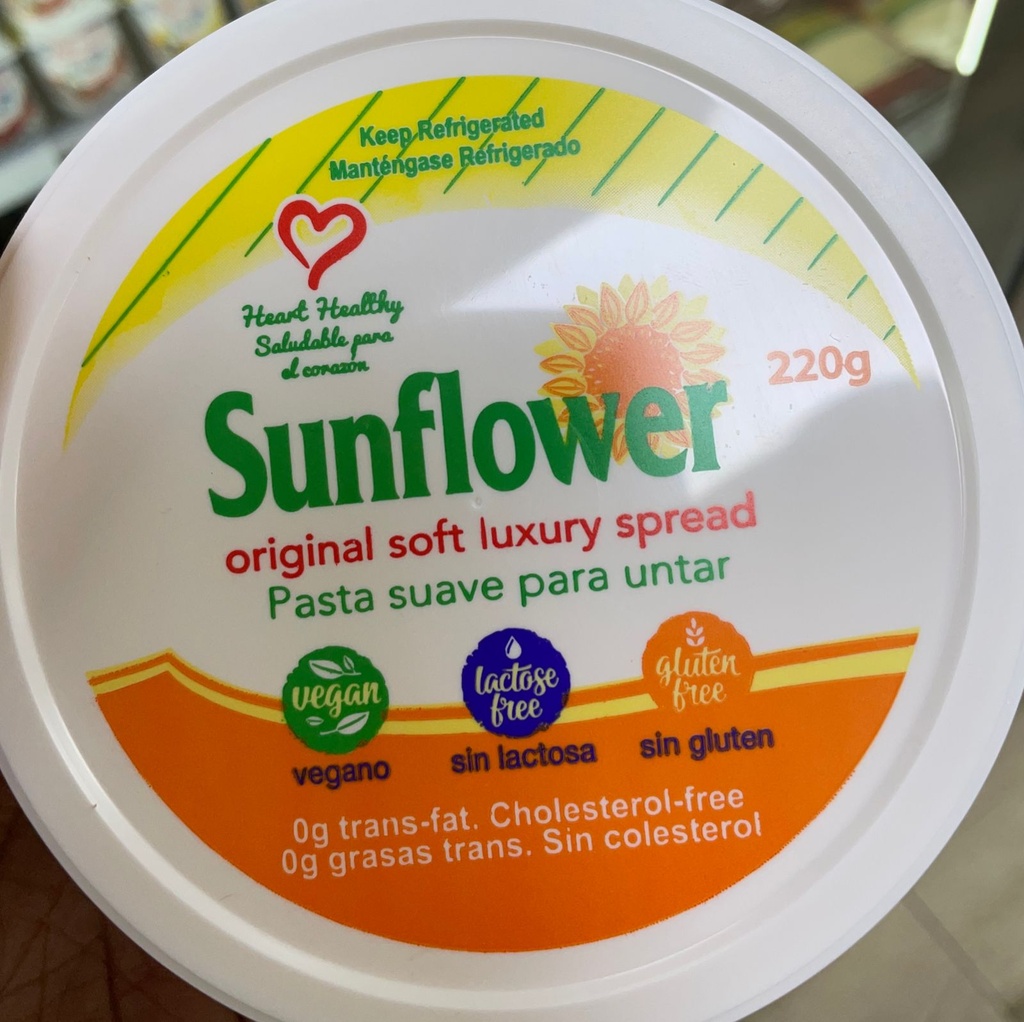 Keep Refrigerated
Manténgase Refrigerado
Heart Healthy
Saludable para
el corazón
Sunflower
220g
original soft luxury spread
Pasta suave para untar
vegan
lactose
free
gluten
free
vegano
sin lactosa
sin gluten
0g trans-fat. Cholesterol-free
0g grasas trans. Sin colesterol